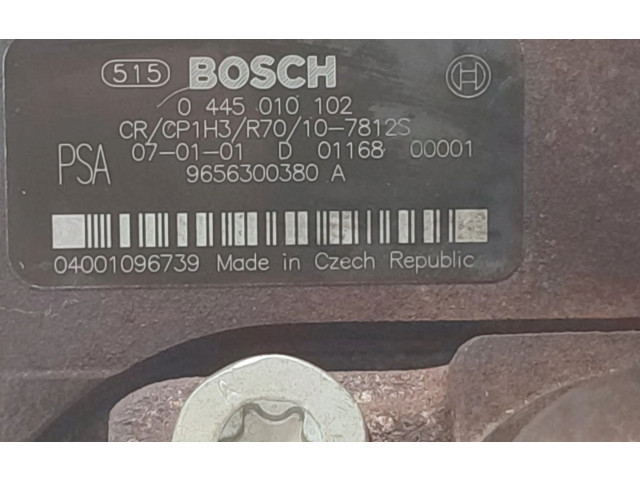 515 BOSCH
0 445 010 102
CR/CP1H3/R70/10-7812S
PSA 07-01-01 D 01168 00001
9656300380 A
04001096739 Made in Czech Republic